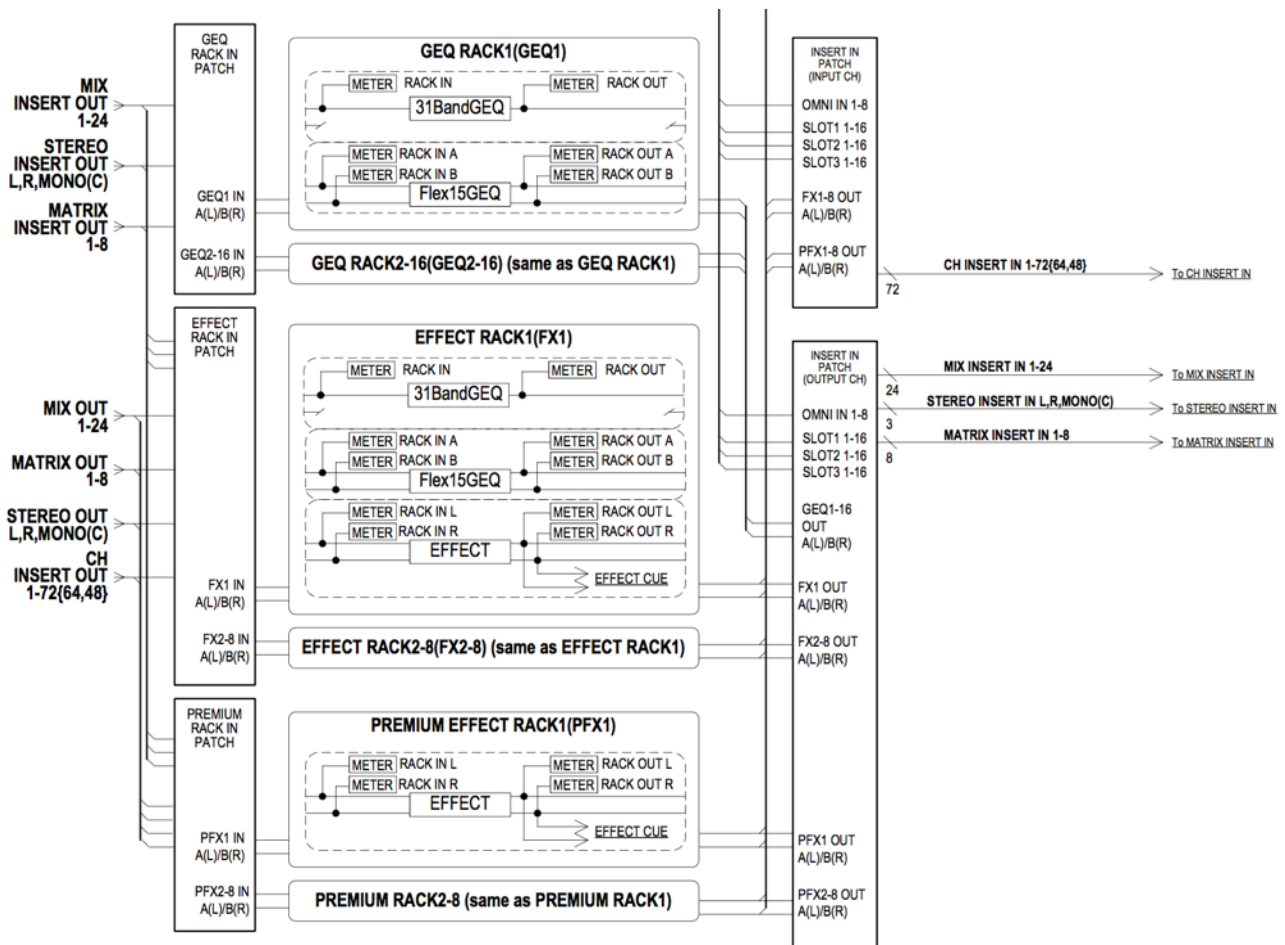 MIX
INSERT OUT
1-24
STEREO
INSERT OUT
L,R,MONO(C)
MATRIX
INSERT OUT
1-8
MIX OUT
1-24
MATRIX OUT
1-8
STEREO OUT
L,R,MONO(C)
CH
INSERT OUT
1-72{64,48}
GEQ
RACK IN
PATCH
GEQ1 IN
A(L)/B(R)
GEQ2-16 IN
A(L)/B(R)
EFFECT
RACK IN
PATCH
FX1 IN
A(L)/B(R)
FX2-8 IN
A(L)/B(R)
PREMIUM
RACK IN
PATCH
PFX1 IN
A(L)/B(R)
PFX2-8 IN
A(L)/B(R)
GEQ RACK1(GEQ1)
METER RACK IN METER RACK OUT
31BandGEQ
METER RACK IN A METER RACK OUT A
METER RACK IN B METER RACK OUT B
Flex15GEQ
GEQ RACK2-16(GEQ2-16) (same as GEQ RACK1)
EFFECT RACK1(FX1)
METER RACK IN METER RACK OUT
31BandGEQ
METER RACK IN A METER RACK OUT A
METER RACK IN B METER RACK OUT B
Flex15GEQ
METER RACK IN L METER RACK OUT L
METER RACK IN R METER RACK OUT R
EFFECT
EFFECT CUE
EFFECT RACK2-8(FX2-8) (same as EFFECT RACK1)
PREMIUM EFFECT RACK1(PFX1)
METER RACK IN L METER RACK OUT L
METER RACK IN R METER RACK OUT R
EFFECT
EFFECT CUE
PREMIUM RACK2-8 (same as PREMIUM RACK1)
INSERT IN
PATCH
(INPUT CH)
OMNI IN 1-8
SLOT1 1-16
SLOT2 1-16
SLOT3 1-16
FX1-8 OUT
A(L)/B(R)
PFX1-8 OUT
A(L)/B(R)
CH INSERT IN 1-72{64,48}
72
To CH INSERT IN
INSERT IN
PATCH
(OUTPUT CH)
MIX INSERT IN 1-24
24
To MIX INSERT IN
STEREO INSERT IN L,R,MONO(C)
3
To STEREO INSERT IN
MATRIX INSERT IN 1-8
8
To MATRIX INSERT IN
OMNI IN 1-8
SLOT1 1-16
SLOT2 1-16
SLOT3 1-16
GEQ1-16
OUT
A(L)/B(R)
FX1 OUT
A(L)/B(R)
FX2-8 OUT
A(L)/B(R)
PFX1 OUT
A(L)/B(R)
PFX2-8 OUT
A(L)/B(R)